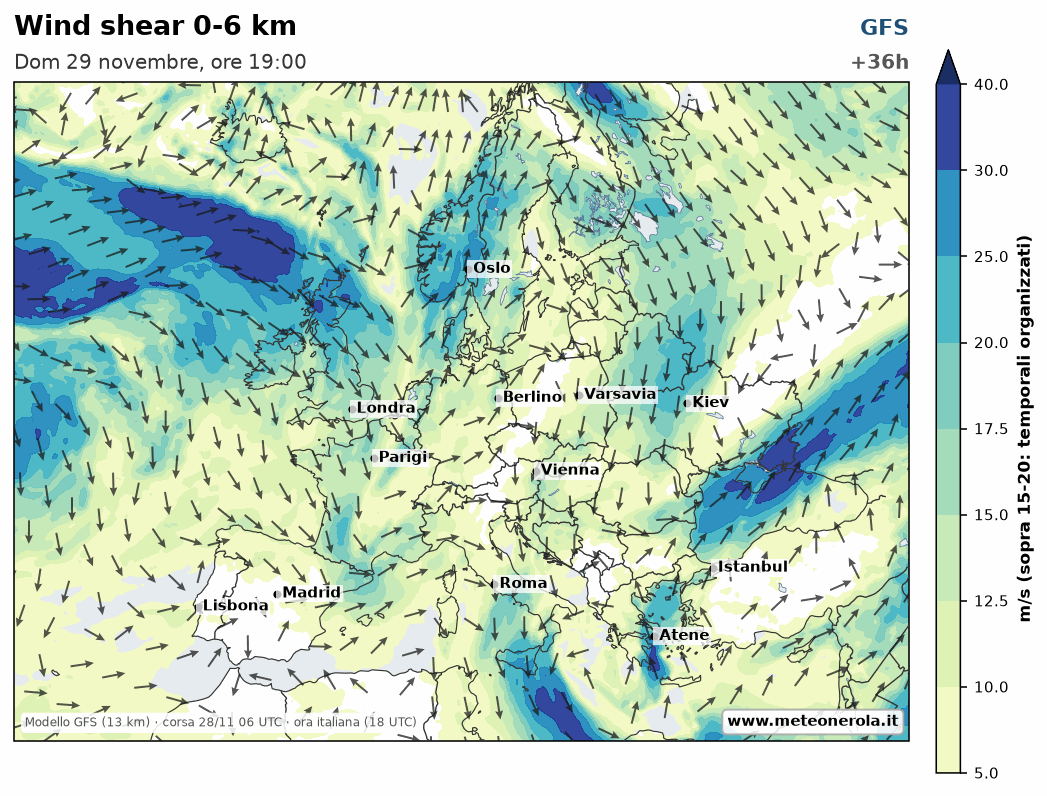 Wind shear 0-6 km
GFS
Dom 29 novembre, ore 19:00
+36h
Oslo
Berlino
Varsavia
Kiev
Londra
Parigi
Vienna
Istanbul
Roma
Madrid
Lisbona
Atene
Modello GFS (13 km) · corsa 28/11 06 UTC · ora italiana (18 UTC)
www.meteonerola.it
40.0
30.0
25.0
20.0
17.5
15.0
12.5
10.0
5.0
m/s (sopra 15-20: temporali organizzati)